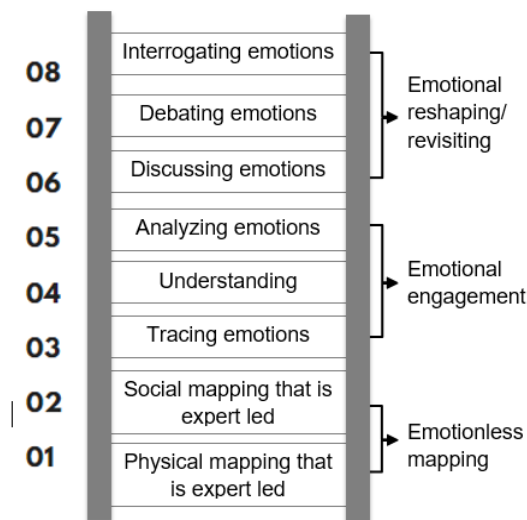 08
Interrogating emotions
07
Debating emotions
06
Discussing emotions
Emotional
reshaping/
revisiting
05
Analyzing emotions
04
Understanding
03
Tracing emotions
Emotional
engagement
02
Social mapping that is
expert led
01
Physical mapping that
is expert led
Emotionless
mapping